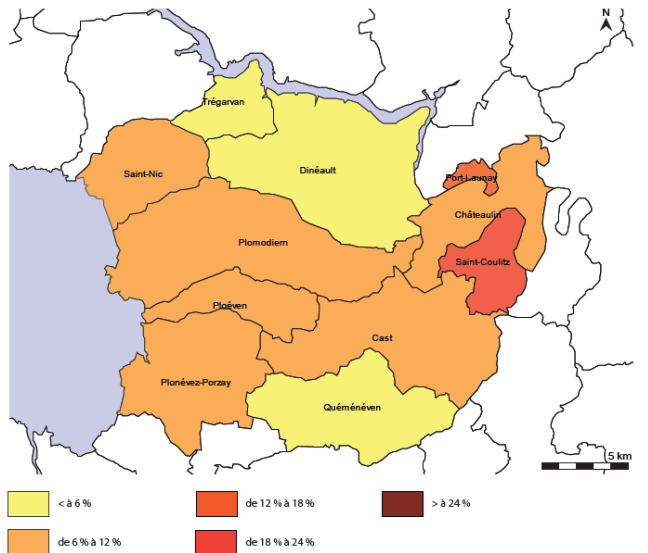 N
Trégarvan
Saint-Nic
Dinéault
Port-Launay
Châteaulin
Plomodiern
Saint-Coulitz
Ploéven
Cast
Plonévez-Porzay
Quéménéven
5 km
< à 6 %
de 12 % à 18 %
> à 24 %
de 6 % à 12 %
de 18 % à 24 %